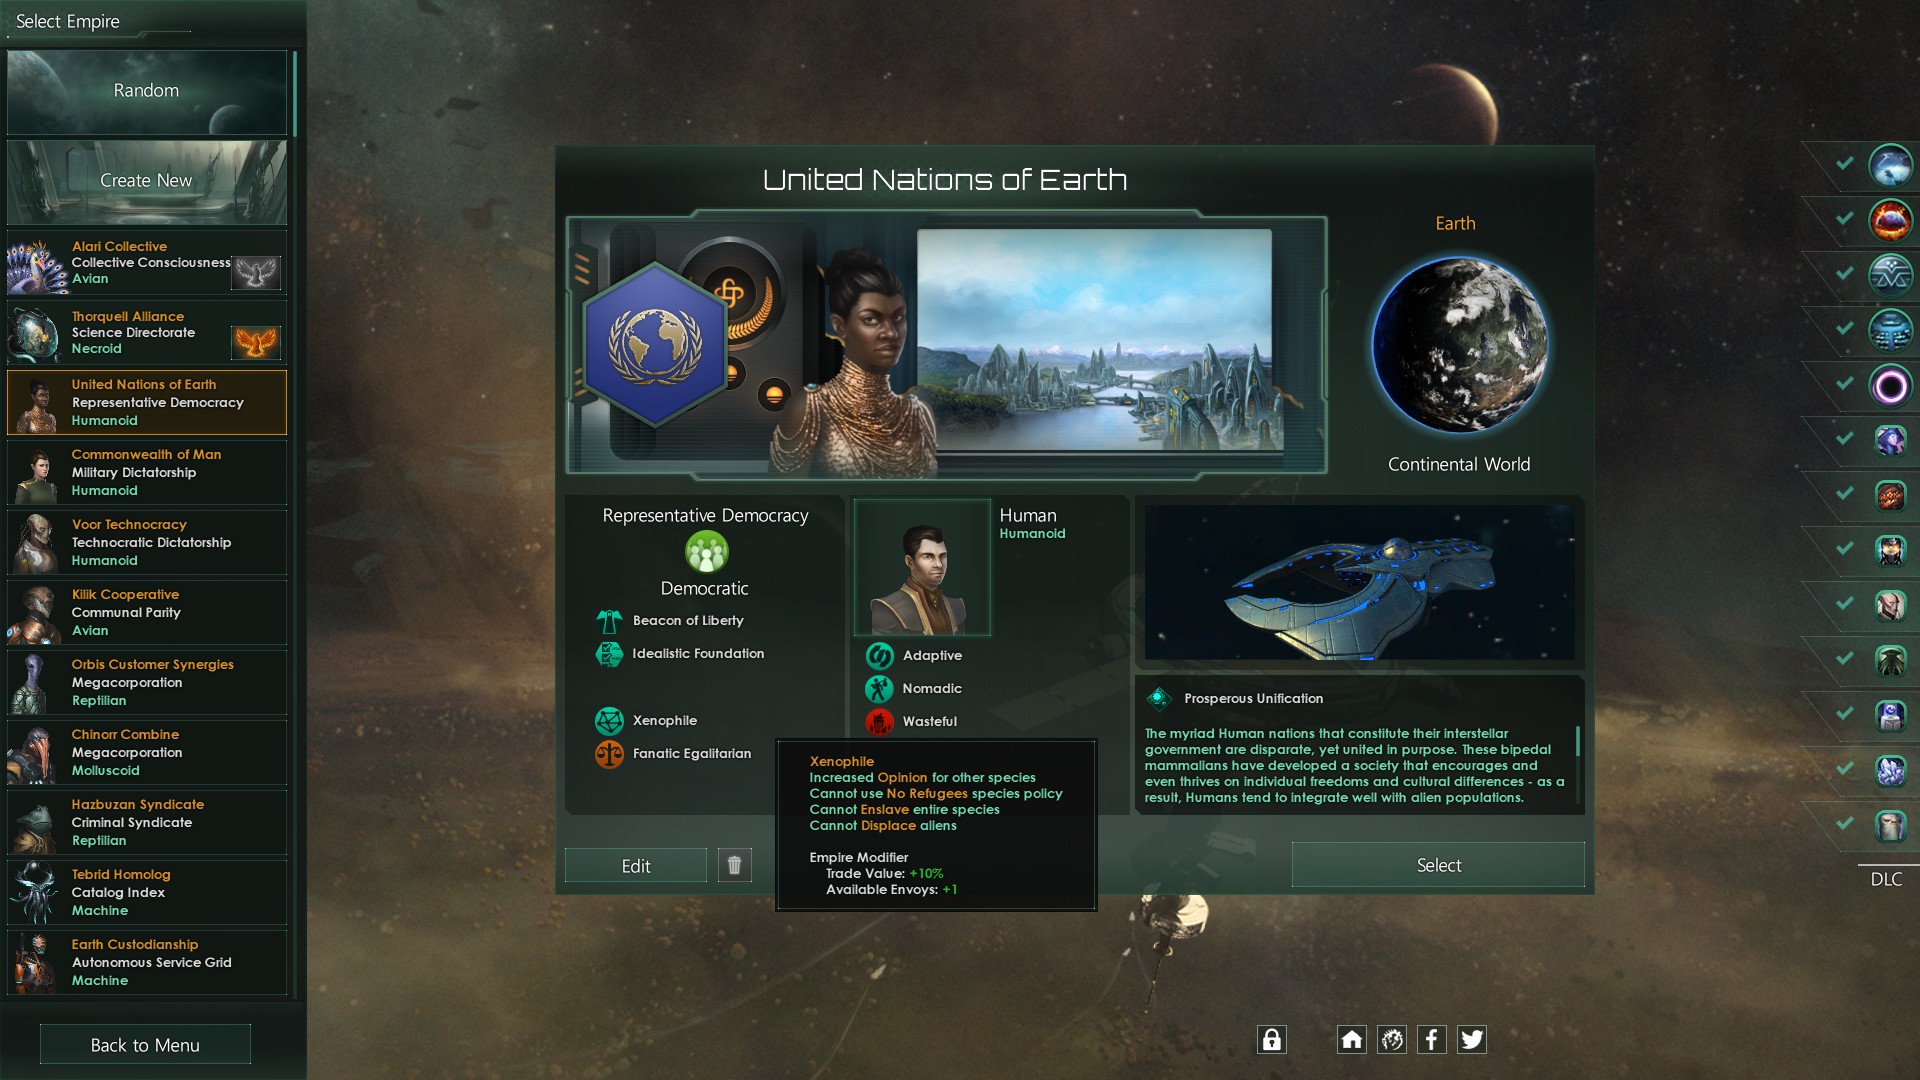 Select Empire
Random
Create New
Alari Collective
Collective Consciousness
Avian
Thorquell Alliance
Science Directorate
Necroid
United Nations of Earth
Representative Democracy
Humanoid
Commonwealth of Man
Military Dictatorship
Humanoid
Voor Technocracy
Technocratic Dictatorship
Humanoid
Kilik Cooperative
Communal Parity
Avian
Orbis Customer Synergies
Megacorporation
Reptilian
Chinorr Combine
Megacorporation
Molluscoid
Hazbuzan Syndicate
Criminal Syndicate
Reptilian
Tebrid Homolog
Catalog Index
Machine
Earth Custodianship
Autonomous Service Grid
Machine
Back to Menu
United Nations of Earth
Earth
Continental World
Representative Democracy
Democratic
Beacon of Liberty
Idealistic Foundation
Xenophile
Fanatic Egalitarian
Human
Humanoid
Adaptive
Nomadic
Wasteful
Xenophile
Increased Opinion for other species
Cannot use No Refugees species policy
Cannot Enslave entire species
Cannot Displace aliens
Empire Modifier
Trade Value: +10%
Available Envoys: +1
Prosperous Unification
The myriad Human nations that constitute their interstellar
government are disparate, yet united in purpose. These bipedal
mammalians have developed a society that encourages and
even thrives on individual freedoms and cultural differences - as a
result, Humans tend to integrate well with alien populations.
Edit
Select
DLC